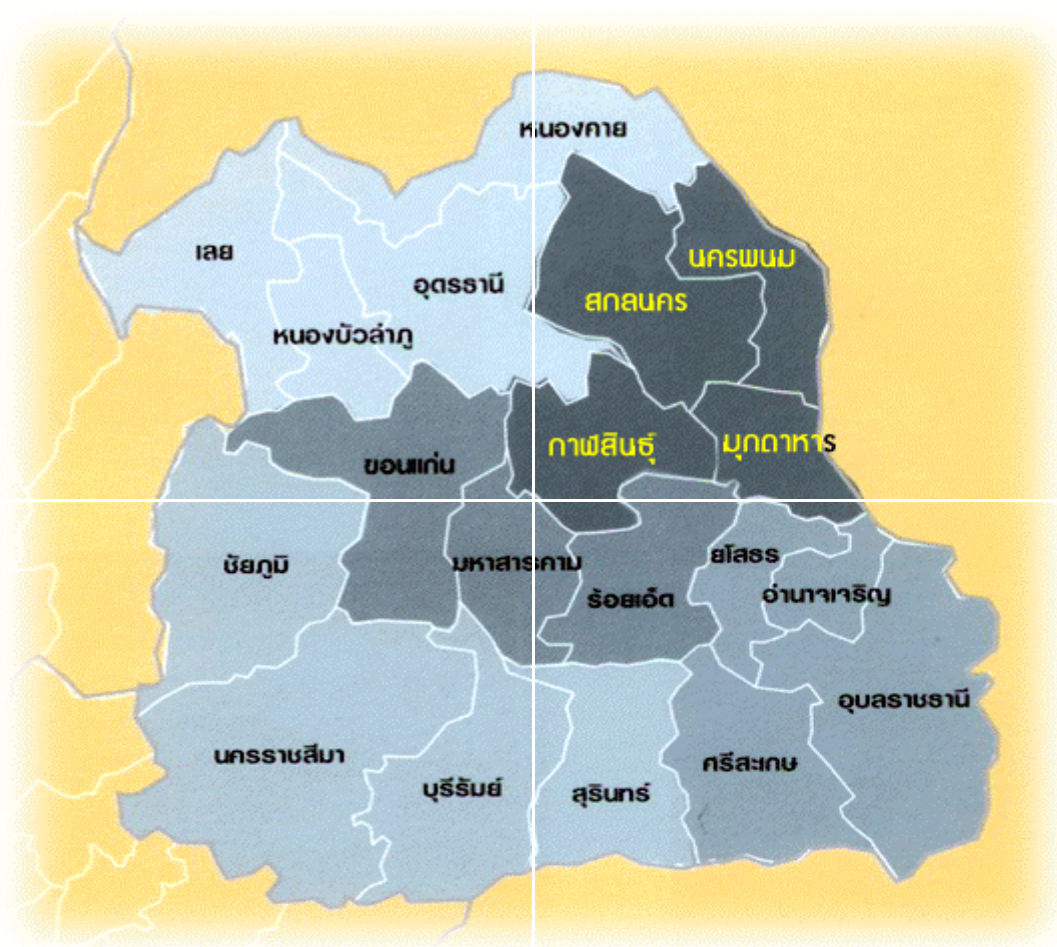 หนองคาย
เลย
นครพนม
อุดรธานี
สกลนคร
หนองบัวลำภู
กาฬสินธุ์
มุกดาหาร
ขอนแก่น
ยโสธร
ชัยภูมิ
มหาสารคาม
ร้อยเอ็ด
อำนาจเจริญ
อุบลราชธานี
นครราชสีมา
ศรีสะเกษ
บุรีรัมย์
สุรินทร์